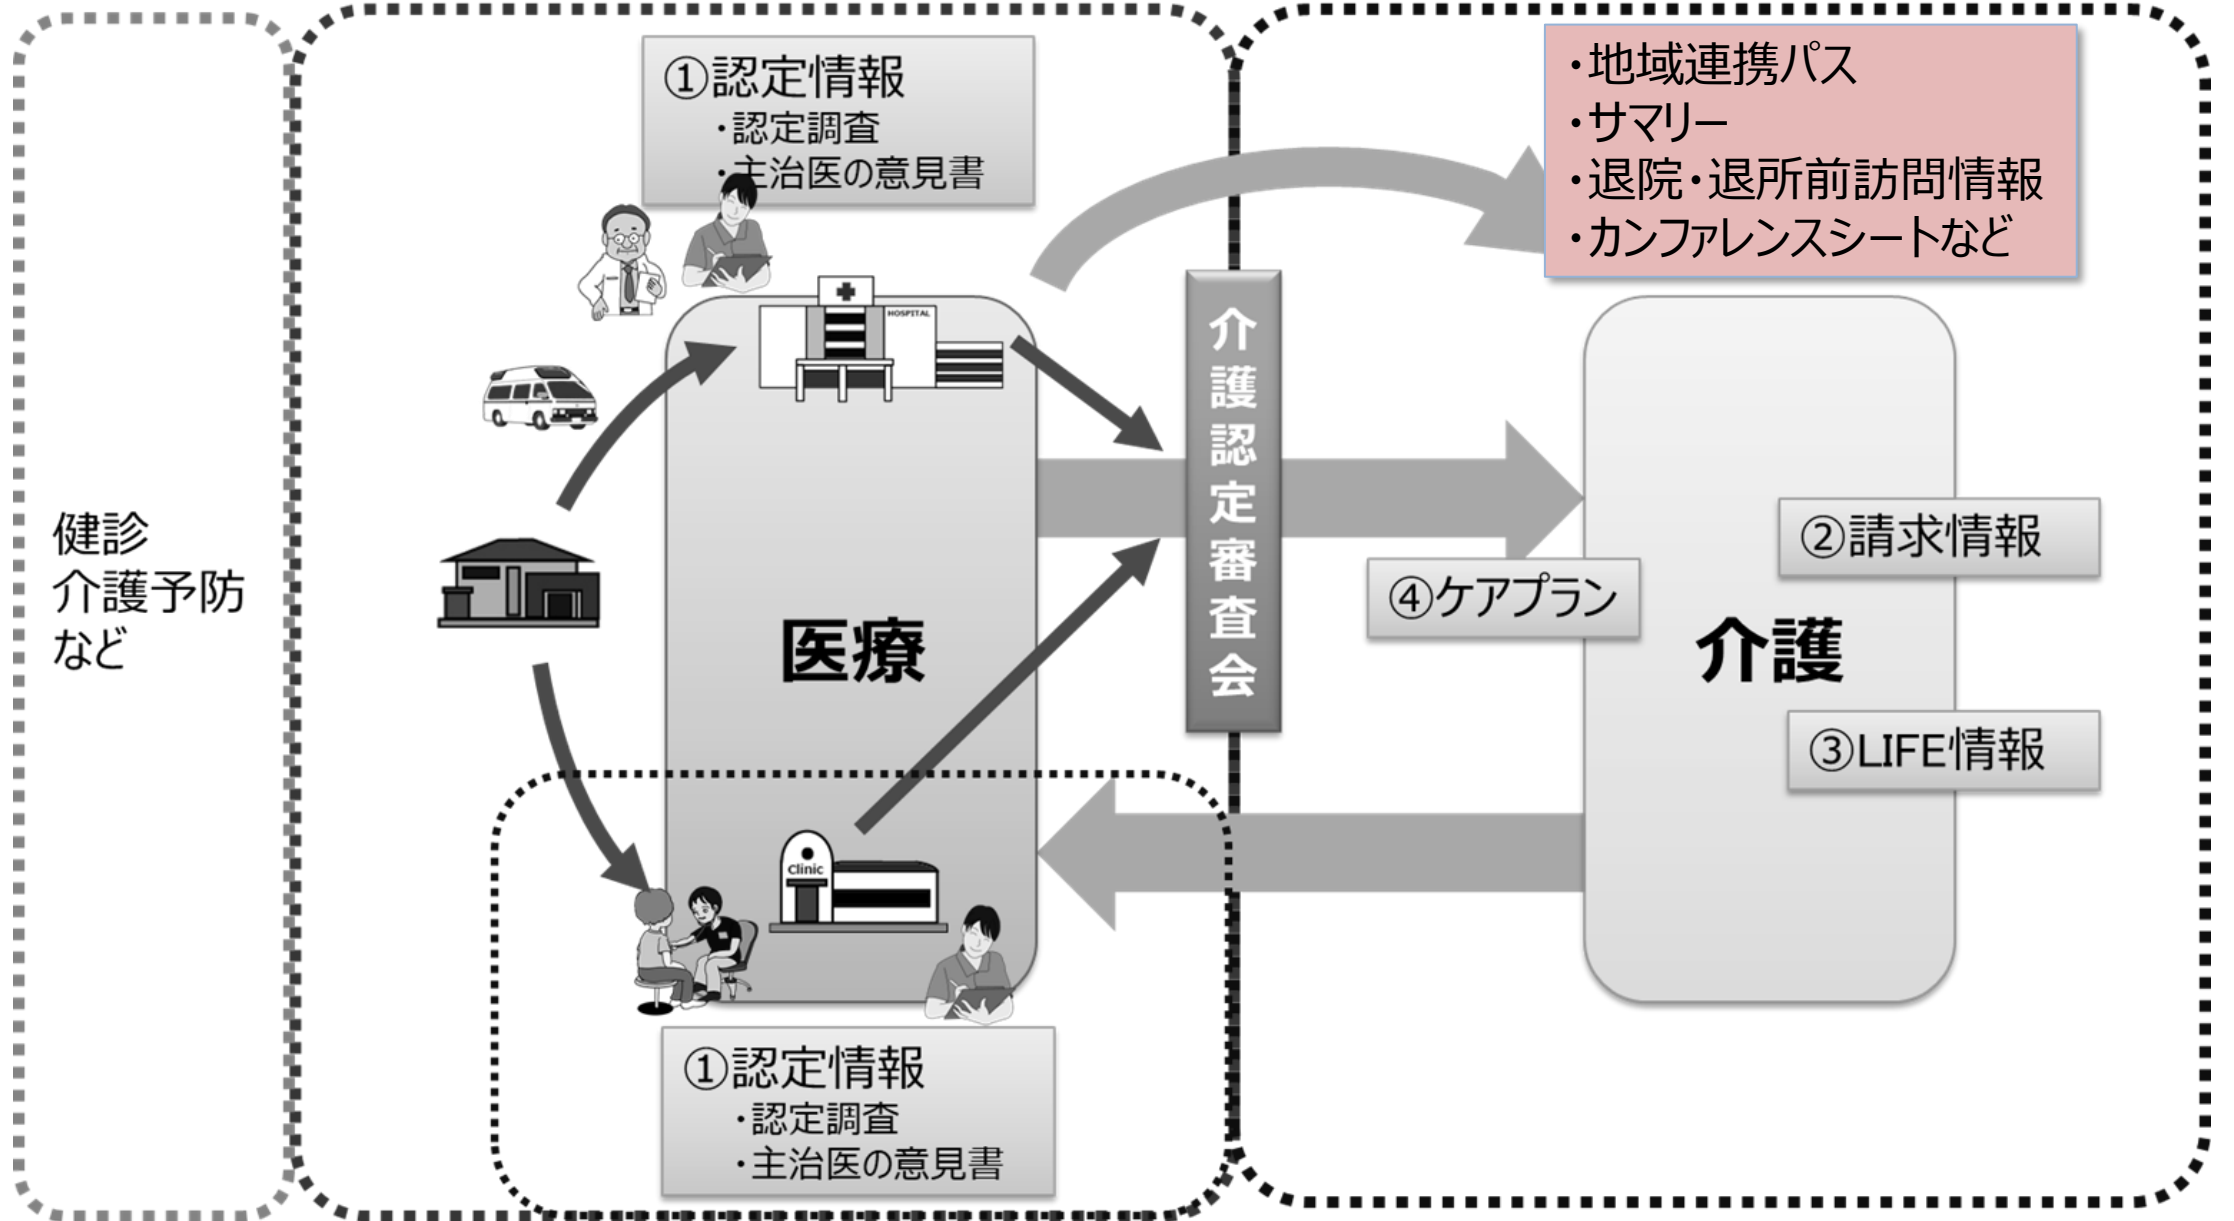 ①認定情報
・認定調査
・主治医の意見書
・地域連携パス
・サマリー
・退院・退所前訪問情報
・カンファレンスシートなど
HOSPITAL
介護認定審査会
健診
介護予防
など
医療
④ケアプラン
②請求情報
介護
③LIFE情報
Clinic
①認定情報
・認定調査
・主治医の意見書